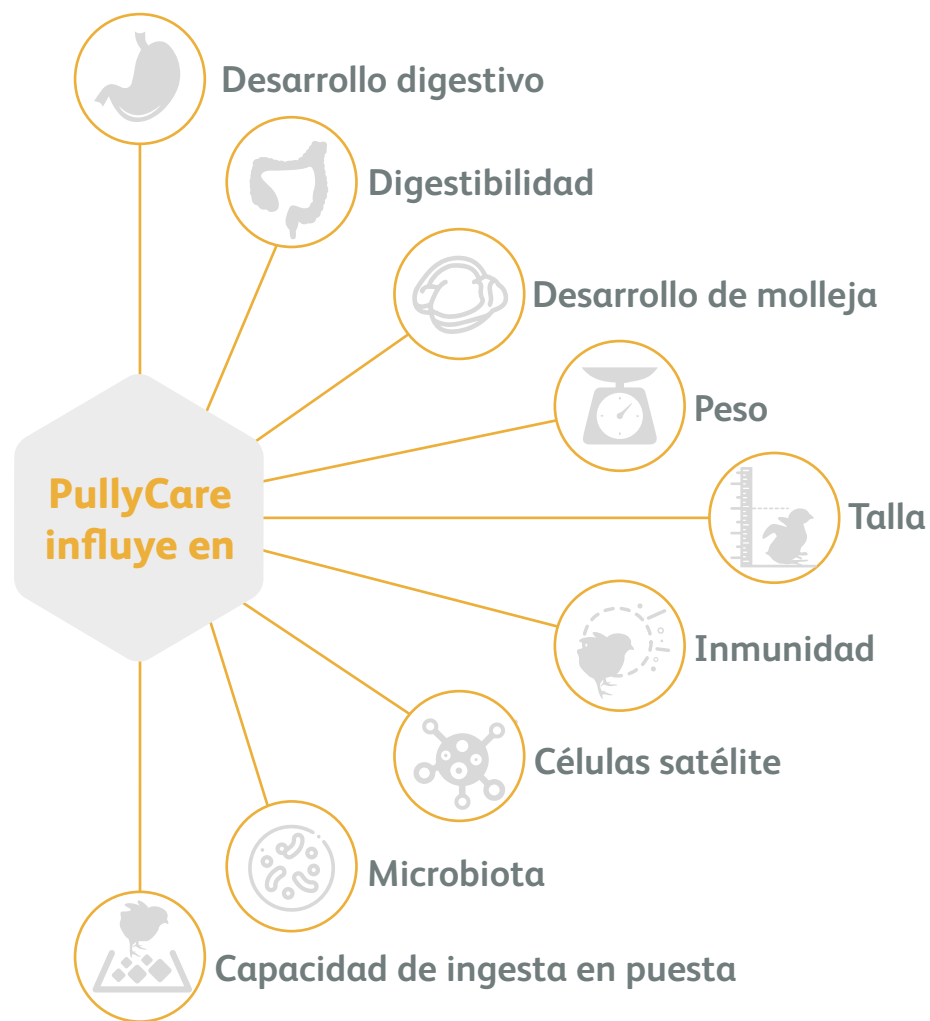 Desarrollo digestivo
Digestibilidad
Desarrollo de molleja
Peso
PullyCare
influye en
Talla
Inmunidad
Células satélite
Microbiota
Capacidad de ingesta en puesta